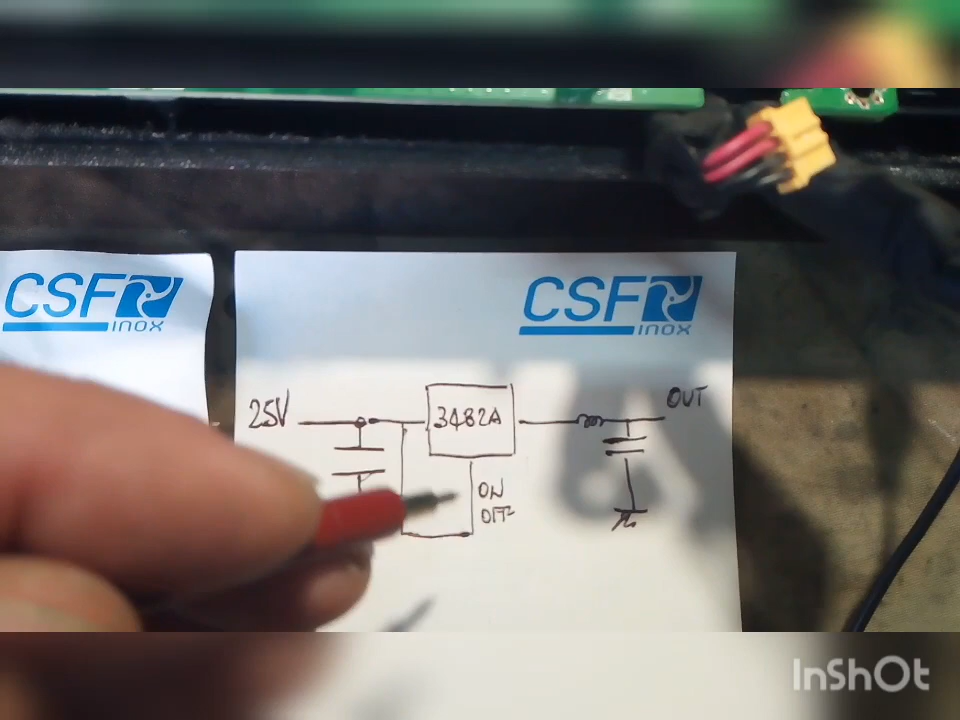 CSF
INOX
CSF
INOX
25V
3482A
OUT
ON
OFF
InShOt